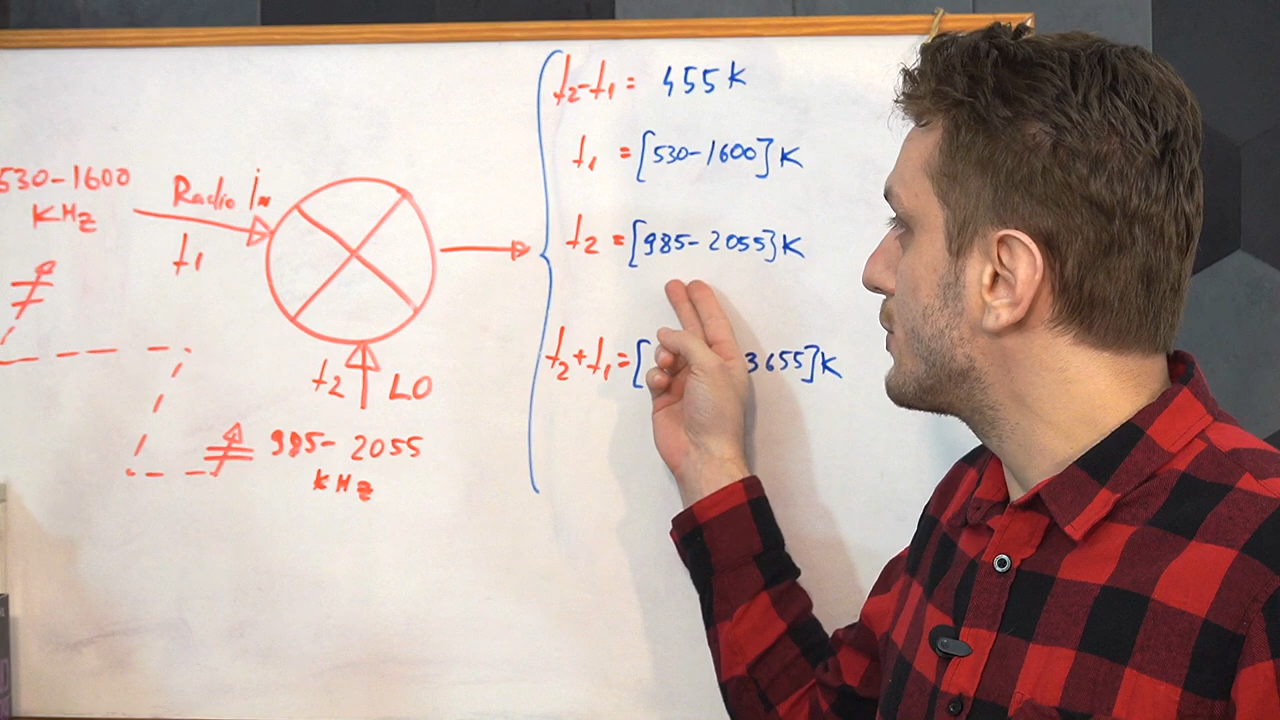 530-1600
KHz
Radio in
f1
f2 LO
985- 2055
KHz
f2-f1 = 455K
f1 = [530-1600]K
f2 = [985- 2055]K
f2+f1 = [ 3655]K